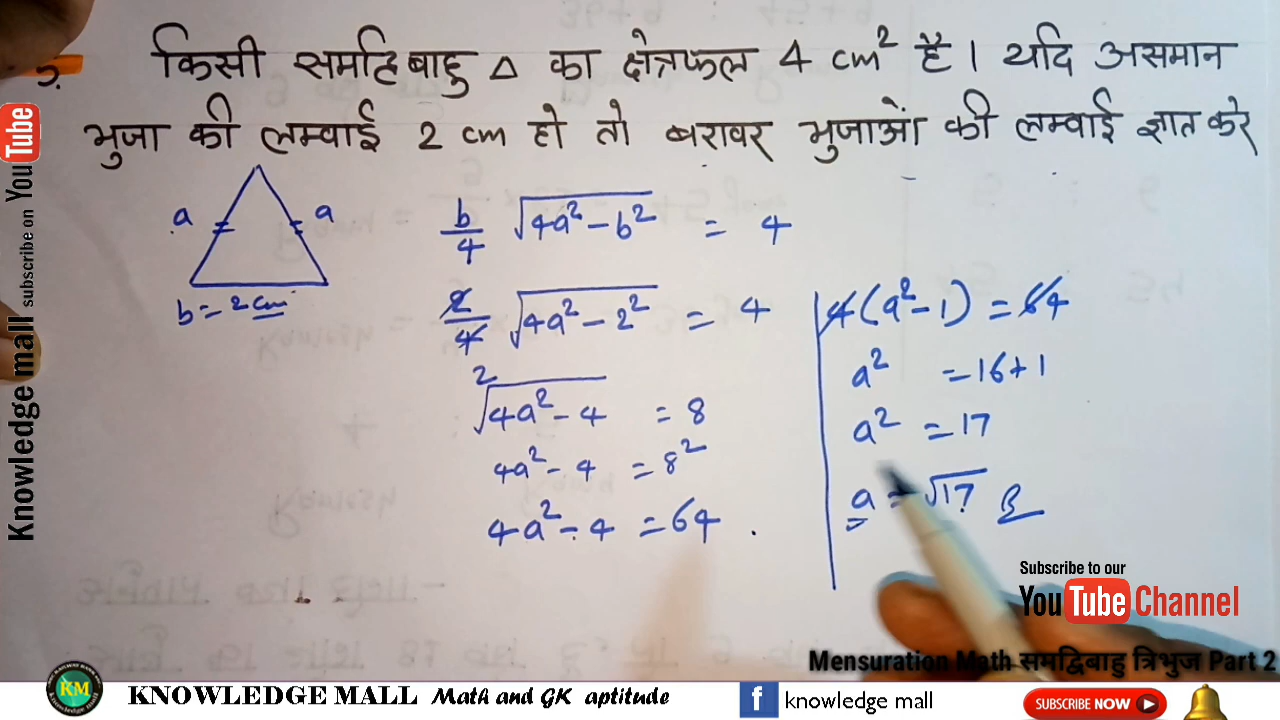 किसी समद्विबाहु △ का क्षेत्रफल 4 cm² है । यदि असमान
भुजा की लम्वाई 2 cm हो तो बरावर भुजाओं की लम्वाई ज्ञात करे
a a
b = 2 cm
b/4 √(4a² - b²) = 4
2/4 √(4a² - 2²) = 4
2
√(4a² - 4) = 8
4a² - 4 = 8²
4a² - 4 = 64
4(a² - 1) = 64
a² = 16 + 1
a² = 17
a = √17
Knowledge mall subscribe on YouTube
Subscribe to our
YouTube Channel
Mensuration Math समद्विबाहु त्रिभुज Part 2
KM
KNOWLEDGE MALL Math and GK aptitude
f knowledge mall
SUBSCRIBE NOW